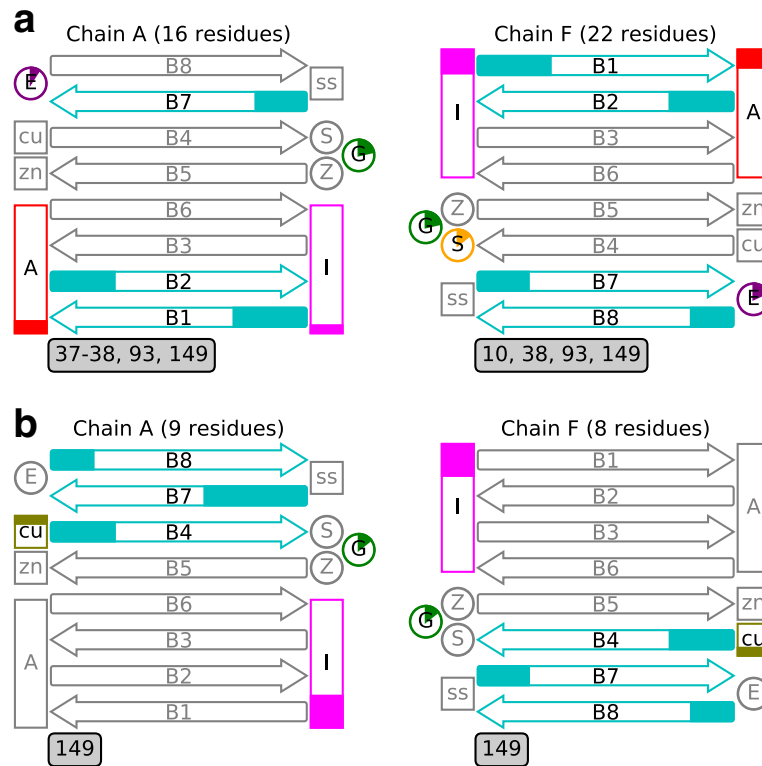 a
Chain A (16 residues)
B8
E
ss
B7
cu
B4
S
G
zn
B5
Z
B6
A
B3
I
B2
B1
37-38, 93, 149
Chain F (22 residues)
B1
I
B2
A
B3
B6
Z
B5
zn
G
S
B4
cu
B7
ss
E
B8
10, 38, 93, 149
b
Chain A (9 residues)
B8
E
ss
B7
cu
B4
S
G
zn
B5
Z
B6
A
B3
I
B2
B1
149
Chain F (8 residues)
B1
I
B2
A
B3
B6
Z
B5
zn
G
S
B4
cu
B7
ss
E
B8
149